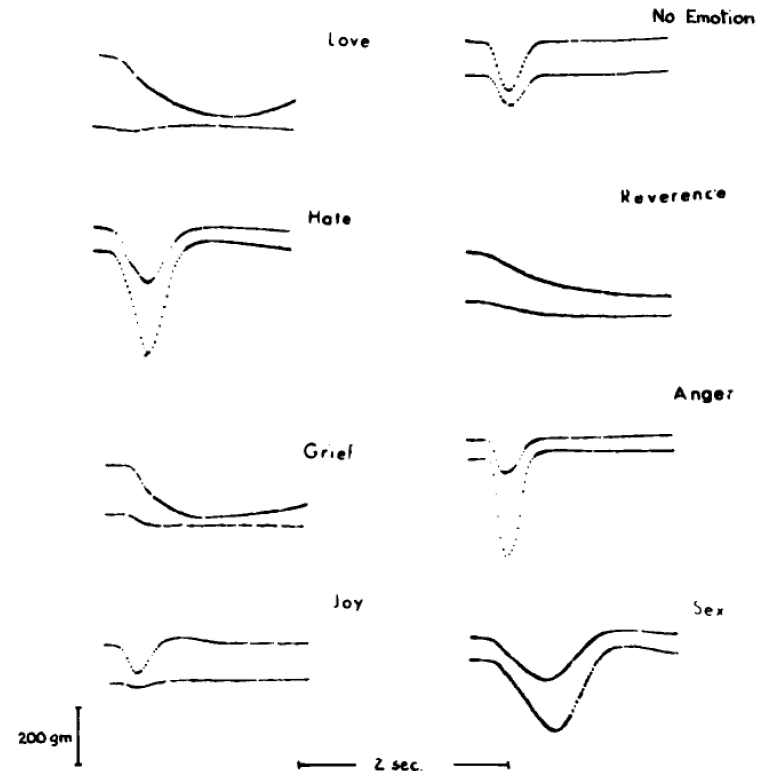 Love
No Emotion
Hate
Reverence
Grief
Anger
Joy
Sex
200 gm
2 sec.